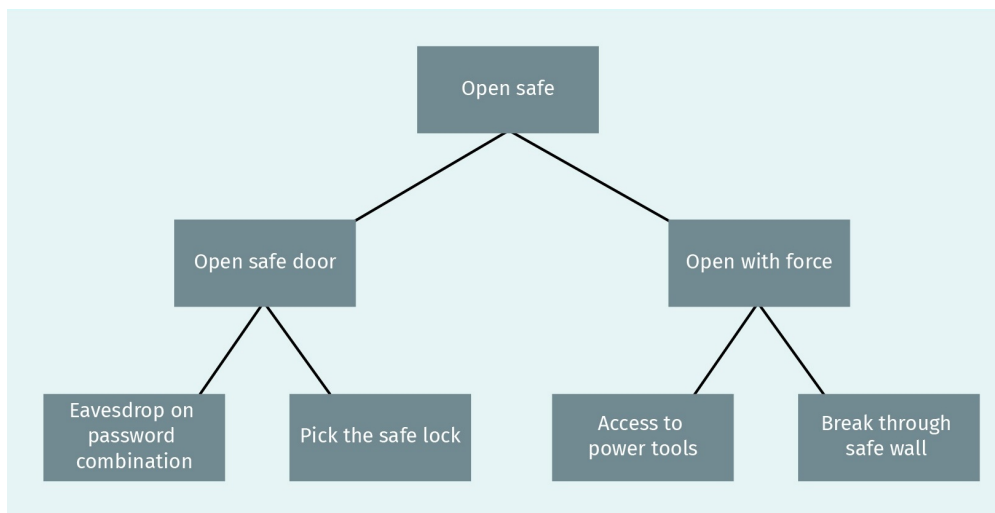 Open safe
Open safe door
Open with force
Eavesdrop on
password
combination
Pick the safe lock
Access to
power tools
Break through
safe wall